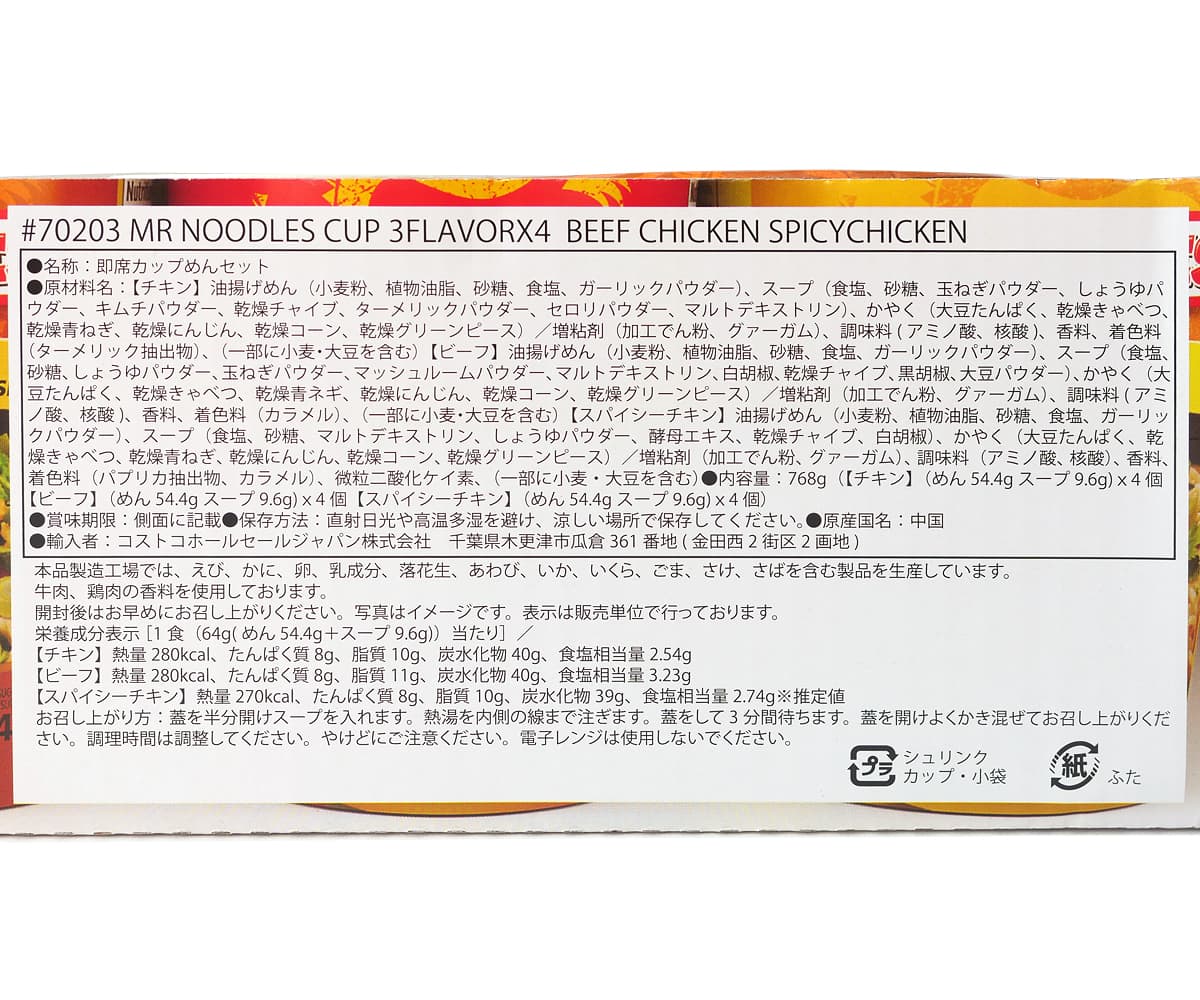 Nutri
#70203 MR NOODLES CUP 3FLAVORX4 BEEF CHICKEN SPICYCHICKEN
●名称：即席カップめんセット
●原材料名：【チキン】油揚げめん（小麦粉、植物油脂、砂糖、食塩、ガーリックパウダー）、スープ（食塩、砂糖、玉ねぎパウダー、しょうゆパ
ウダー、キムチパウダー、乾燥チャイブ、ターメリックパウダー、セロリパウダー、マルトデキストリン）、かやく（大豆たんぱく、乾燥きゃべつ、
乾燥青ねぎ、乾燥にんじん、乾燥コーン、乾燥グリーンピース）／増粘剤（加工でん粉、グァーガム）、調味料 ( アミノ酸、核酸 )、香料、着色料
（ターメリック抽出物）、（一部に小麦・大豆を含む）【ビーフ】油揚げめん（小麦粉、植物油脂、砂糖、食塩、ガーリックパウダー）、スープ（食塩、
砂糖、しょうゆパウダー、玉ねぎパウダー、マッシュルームパウダー、マルトデキストリン、白胡椒、乾燥チャイブ、黒胡椒、大豆パウダー）、かやく（大
豆たんぱく、乾燥きゃべつ、乾燥青ネギ、乾燥にんじん、乾燥コーン、乾燥グリーンピース）／増粘剤（加工でん粉、グァーガム）、調味料 ( アミ
ノ酸、核酸 )、香料、着色料（カラメル）、（一部に小麦・大豆を含む）【スパイシーチキン】油揚げめん（小麦粉、植物油脂、砂糖、食塩、ガーリッ
クパウダー）、スープ（食塩、砂糖、マルトデキストリン、しょうゆパウダー、酵母エキス、乾燥チャイブ、白胡椒）、かやく（大豆たんぱく、乾
燥きゃべつ、乾燥青ねぎ、乾燥にんじん、乾燥コーン、乾燥グリーンピース）／増粘剤（加工でん粉、グァーガム）、調味料（アミノ酸、核酸）、香料、
着色料（パプリカ抽出物、カラメル）、微粒二酸化ケイ素、（一部に小麦・大豆を含む）●内容量：768g（【チキン】（めん 54.4g スープ 9.6g) x 4 個
【ビーフ】（めん 54.4g スープ 9.6g) x 4 個【スパイシーチキン】（めん 54.4g スープ 9.6g) x 4 個）
●賞味期限：側面に記載●保存方法：直射日光や高温多湿を避け、涼しい場所で保存してください。●原産国名：中国
●輸入者：コストコホールセールジャパン株式会社　千葉県木更津市瓜倉 361 番地 ( 金田西 2 街区 2 画地 )
本品製造工場では、えび、かに、卵、乳成分、落花生、あわび、いか、いくら、ごま、さけ、さばを含む製品を生産しています。
牛肉、鶏肉の香料を使用しております。
開封後はお早めにお召し上がりください。写真はイメージです。表示は販売単位で行っております。
栄養成分表示［1 食（64g( めん 54.4g＋スープ 9.6g)）当たり］／
【チキン】熱量 280kcal、たんぱく質 8g、脂質 10g、炭水化物 40g、食塩相当量 2.54g
【ビーフ】熱量 280kcal、たんぱく質 8g、脂質 11g、炭水化物 40g、食塩相当量 3.23g
【スパイシーチキン】熱量 270kcal、たんぱく質 8g、脂質 10g、炭水化物 39g、食塩相当量 2.74g※推定値
お召し上がり方：蓋を半分開けスープを入れます。熱湯を内側の線まで注ぎます。蓋をして 3 分間待ちます。蓋を開けよくかき混ぜてお召し上がりくだ
さい。調理時間は調整してください。やけどにご注意ください。電子レンジは使用しないでください。
プラ
シュリンク
カップ・小袋
紙
ふた